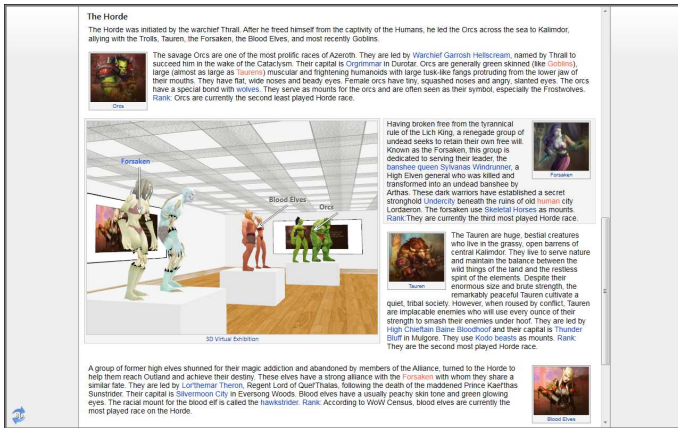 The Horde
The Horde was initiated by the warchief Thrall. After he freed himself from the captivity of the Humans, he led the Orcs across the sea to Kalimdor,
allying with the Trolls, Tauren, the Forsaken, the Blood Elves, and most recently Goblins.
The savage Orcs are one of the most prolific races of Azeroth. They are led by Warchief Garrosh Hellscream, named by Thrall to
succeed him in the wake of the Cataclysm. Their capital is Orgrimmar in Durotar. Orcs are generally green skinned (like Goblins),
large (almost as large as Taurens) muscular and frightening humanoids with large tusk-like fangs protruding from the lower jaw of
their mouths. They have flat, wide noses and beady eyes. Female orcs have tiny, squashed noses and angry, slanted eyes. The orcs
have a special bond with wolves. They serve as mounts for the orcs and are often seen as their symbol, especially the Frostwolves.
Rank: Orcs are currently the second least played Horde race.
Orcs
Forsaken
Blood Elves
Orcs
3D Virtual Exhibition
Having broken free from the tyrannical
rule of the Lich King, a renegade group of
undead seeks to retain their own free will.
Known as the Forsaken, this group is
dedicated to serving their leader, the
banshee queen Sylvanas Windrunner, a
High Elven general who was killed and
transformed into an undead banshee by
Arthas. These dark warriors have established a secret
stronghold Undercity beneath the ruins of old human city
Lordaeron. The forsaken use Skeletal Horses as mounts.
Rank:They are currently the third most played Horde race.
Forsaken
The Tauren are huge, bestial creatures
who live in the grassy, open barrens of
central Kalimdor. They live to serve nature
and maintain the balance between the
wild things of the land and the restless
spirit of the elements. Despite their
enormous size and brute strength, the
remarkably peaceful Tauren cultivate a
quiet, tribal society. However, when roused by conflict, Tauren
are implacable enemies who will use every ounce of their
strength to smash their enemies under hoof. They are led by
High Chieftain Baine Bloodhoof and their capital is Thunder
Bluff in Mulgore. They use Kodo beasts as mounts. Rank:
They are the second most played Horde race.
Tauren
A group of former high elves shunned for their magic addiction and abandoned by members of the Alliance, turned to the Horde to
help them reach Outland and achieve their destiny. These elves have a strong alliance with the Forsaken with whom they share a
similar fate. They are led by Lor'themar Theron, Regent Lord of Quel'Thalas, following the death of the maddened Prince Kael'thas
Sunstrider. Their capital is Silvermoon City in Eversong Woods. Blood elves have a usually peachy skin tone and green glowing
eyes. The racial mount for the blood elf is called the hawkstrider. Rank: According to WoW Census, blood elves are currently the
most played race on the Horde.
Blood Elves